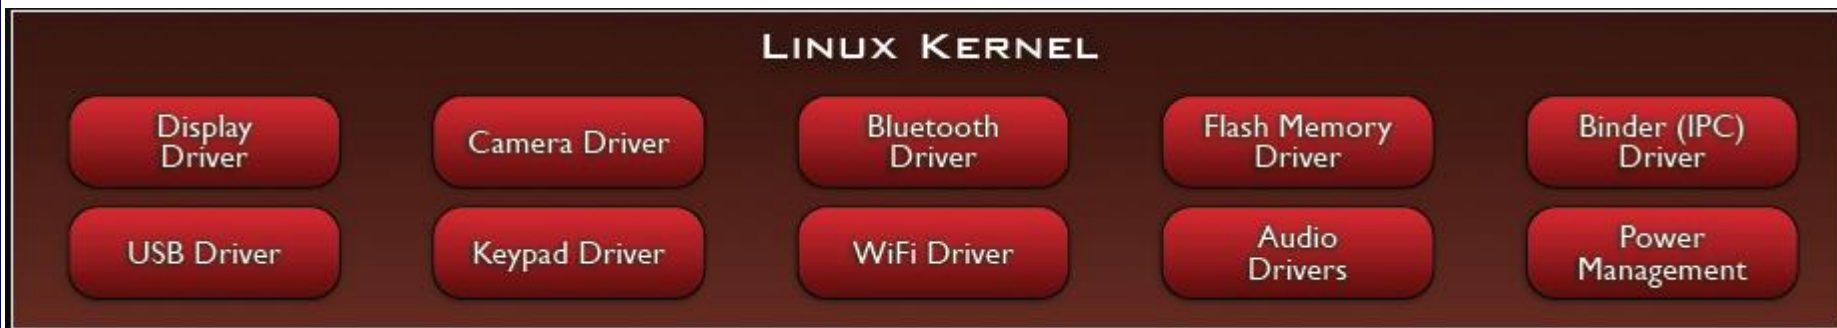 LINUX KERNEL
Display
Driver
Camera Driver
Bluetooth
Driver
Flash Memory
Driver
Binder (IPC)
Driver
USB Driver
Keypad Driver
WiFi Driver
Audio
Drivers
Power
Management